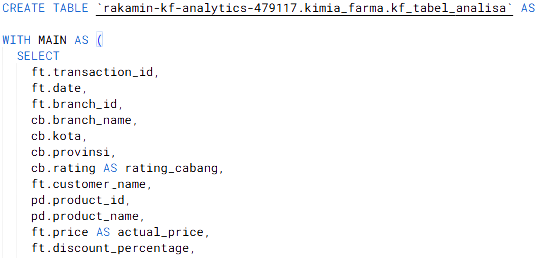 CREATE TABLE `rakamin-kf-analytics-479117.kimia_farma.kf_tabel_analisa` AS
WITH MAIN AS (
SELECT
ft.transaction_id,
ft.date,
ft.branch_id,
cb.branch_name,
cb.kota,
cb.provinsi,
cb.rating AS rating_cabang,
ft.customer_name,
pd.product_id,
pd.product_name,
ft.price AS actual_price,
ft.discount_percentage,